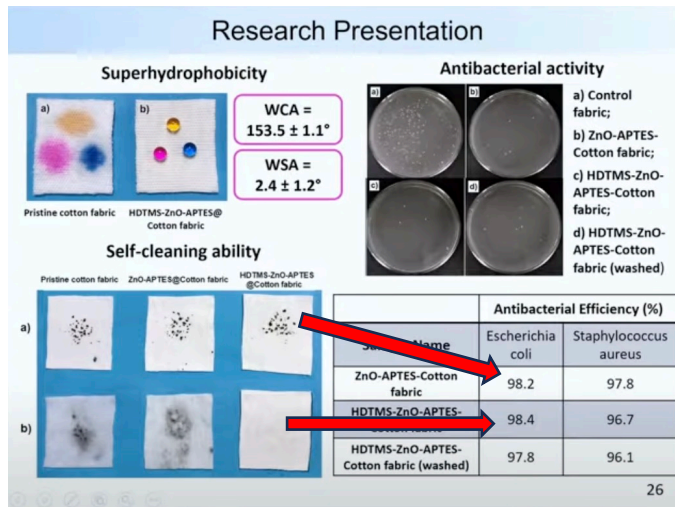 Research Presentation
Superhydrophobicity
a)
b)
WCA =
153.5 ± 1.1°
WSA =
2.4 ± 1.2°
Pristine cotton fabric
HDTMS-ZnO-APTES@
Cotton fabric
Antibacterial activity
a)
b)
c)
d)
a) Control
fabric;
b) ZnO-APTES-
Cotton fabric;
c) HDTMS-ZnO-
APTES-Cotton
fabric;
d) HDTMS-ZnO-
APTES-Cotton
fabric (washed)
Self-cleaning ability
Pristine cotton fabric
ZnO-APTES@Cotton fabric
HDTMS-ZnO-APTES
@Cotton fabric
a)
b)
Antibacterial Efficiency (%)
Name
Escherichia
coli
Staphylococcus
aureus
ZnO-APTES-Cotton
fabric
98.2
97.8
HDTMS-ZnO-APTES-
98.4
96.7
HDTMS-ZnO-APTES-
Cotton fabric (washed)
97.8
96.1
26